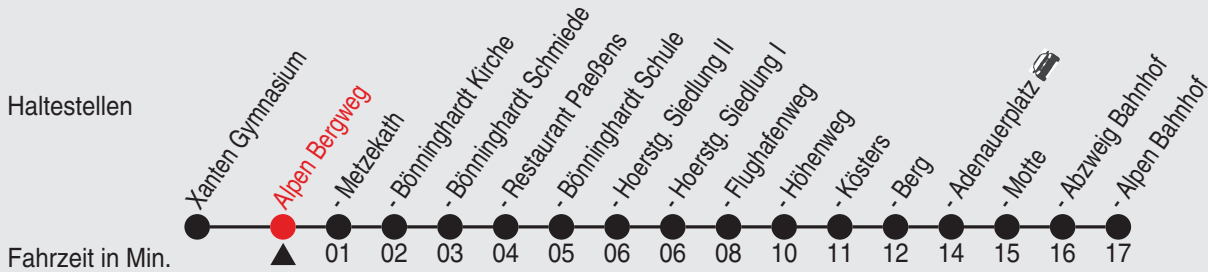 Haltestellen
Xanten Gymnasium
Alpen Bergweg
- Metzekath
- Bönninghardt Kirche
- Bönninghardt Schmiede
- Restaurant Paeßens
- Bönninghardt Schule
- Hoerstg. Siedlung II
- Hoerstg. Siedlung I
- Flughafenweg
- Höhenweg
- Kösters
- Berg
- Adenauerplatz
- Motte
- Abzweig Bahnhof
- Alpen Bahnhof
Fahrzeit in Min. 01 02 03 04 05 06 06 08 10 11 12 14 15 16 17